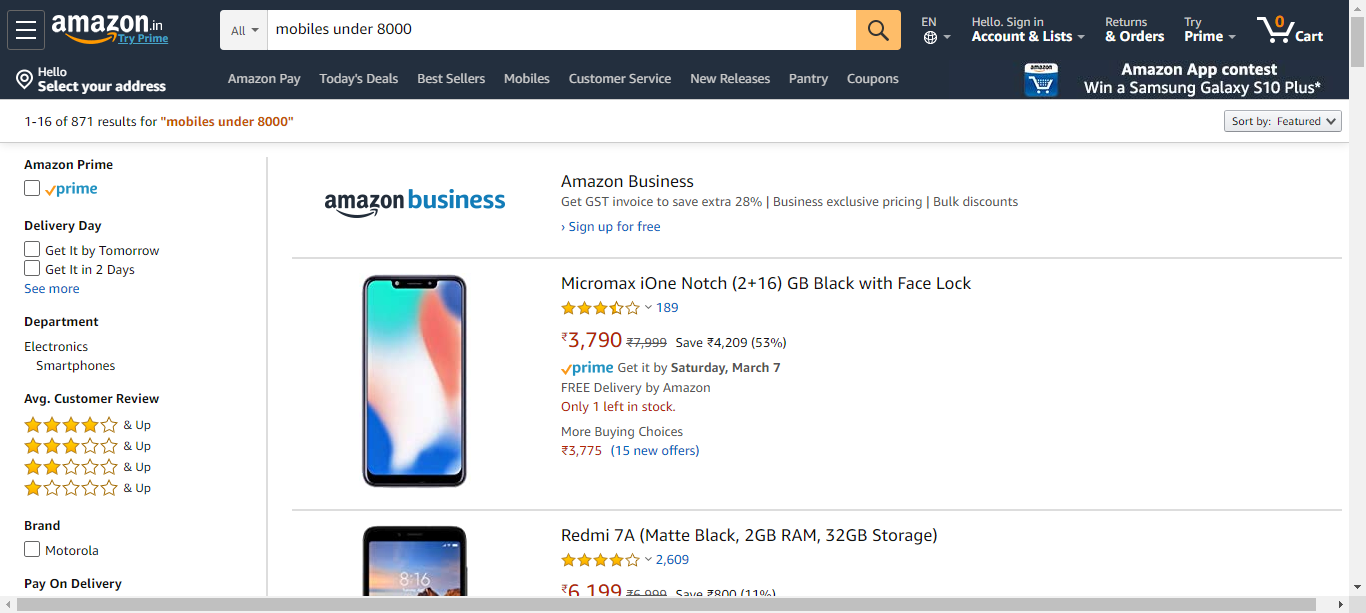 amazon.in
Try Prime
All
mobiles under 8000
EN
Hello. Sign in
Account & Lists
Returns
& Orders
Try
Prime
0
Cart
Hello
Select your address
Amazon Pay
Today's Deals
Best Sellers
Mobiles
Customer Service
New Releases
Pantry
Coupons
amazon
Amazon App contest
Win a Samsung Galaxy S10 Plus*
1-16 of 871 results for "mobiles under 8000"
Sort by: Featured
Amazon Prime
prime
Delivery Day
Get It by Tomorrow
Get It in 2 Days
See more
Department
Electronics
Smartphones
Avg. Customer Review
& Up
& Up
& Up
& Up
Brand
Motorola
Pay On Delivery
amazon business
Amazon Business
Get GST invoice to save extra 28% | Business exclusive pricing | Bulk discounts
› Sign up for free
Micromax iOne Notch (2+16) GB Black with Face Lock
189
₹3,790 ₹7,999 Save ₹4,209 (53%)
prime Get it by Saturday, March 7
FREE Delivery by Amazon
Only 1 left in stock.
More Buying Choices
₹3,775 (15 new offers)
8:16
Redmi 7A (Matte Black, 2GB RAM, 32GB Storage)
2,609
₹6,199 ₹6,999 Save ₹800 (11%)